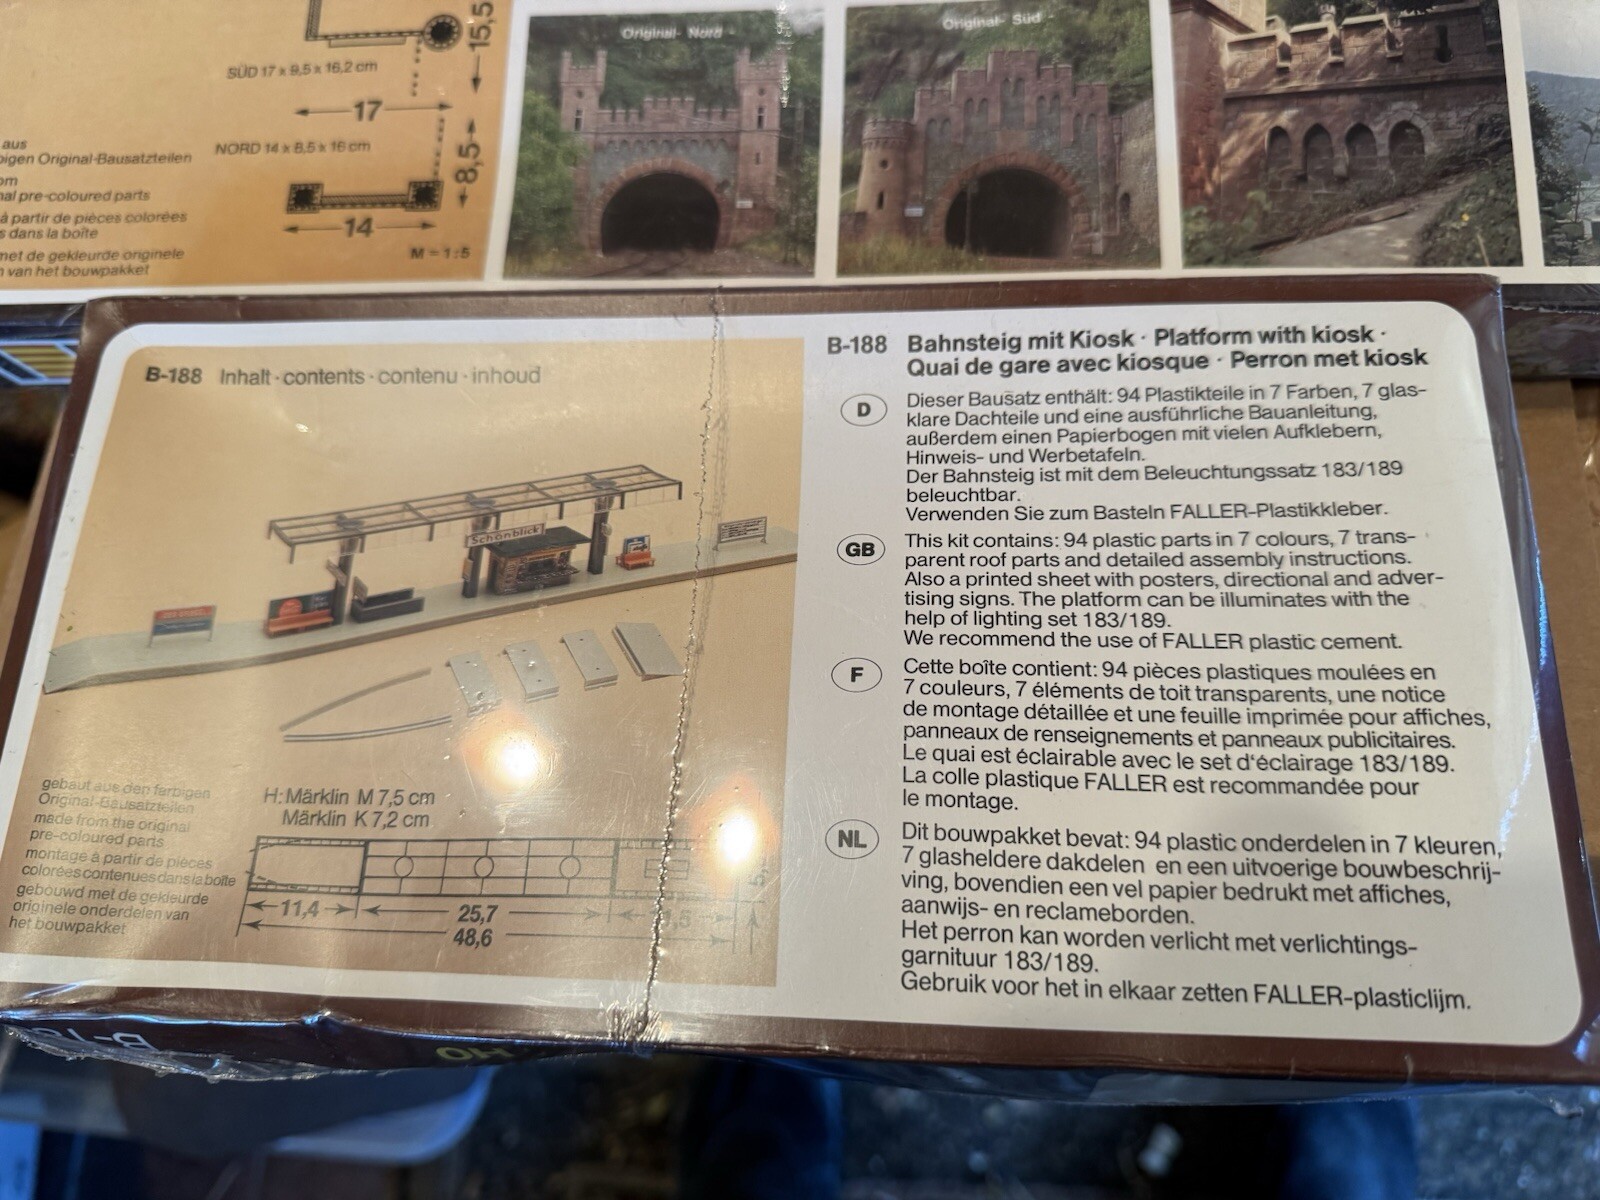 15,5
SÜD 17 x 9,5 x 16,2 cm
17
NORD 14 x 8,5 x 16 cm
8,5
14
M = 1:5
aus
Original-Bausatzteilen
pre-coloured parts
à partir de pièces colorées
dans la boîte
met de gekleurde originele
van het bouwpakket
Original- Nord -
Original- Süd -
B-188 Inhalt · contents · contenu · inhoud
Schönblick
gebaut aus den farbigen
Original-Bausatzteilen
made from the original
pre-coloured parts
montage à partir de pièces
colorées contenues dans la boîte
gebouwd met de gekleurde
originele onderdelen van
het bouwpakket
H: Märklin M 7,5 cm
Märklin K 7,2 cm
11,4
25,7
48,6
B-188 Bahnsteig mit Kiosk · Platform with kiosk ·
Quai de gare avec kiosque · Perron met kiosk
D
Dieser Bausatz enthält: 94 Plastikteile in 7 Farben, 7 glas-
klare Dachteile und eine ausführliche Bauanleitung,
außerdem einen Papierbogen mit vielen Aufklebern,
Hinweis- und Werbetafeln.
Der Bahnsteig ist mit dem Beleuchtungssatz 183/189
beleuchtbar.
Verwenden Sie zum Basteln FALLER-Plastikkleber.
GB
This kit contains: 94 plastic parts in 7 colours, 7 trans-
parent roof parts and detailed assembly instructions.
Also a printed sheet with posters, directional and adver-
tising signs. The platform can be illuminates with the
help of lighting set 183/189.
We recommend the use of FALLER plastic cement.
F
Cette boîte contient: 94 pièces plastiques moulées en
7 couleurs, 7 éléments de toit transparents, une notice
de montage détaillée et une feuille imprimée pour affiches,
panneaux de renseignements et panneaux publicitaires.
Le quai est éclairable avec le set d'éclairage 183/189.
La colle plastique FALLER est recommandée pour
le montage.
NL
Dit bouwpakket bevat: 94 plastic onderdelen in 7 kleuren,
7 glasheldere dakdelen en een uitvoerige bouwbeschrij-
ving, bovendien een vel papier bedrukt met affiches,
aanwijs- en reclameborden.
Het perron kan worden verlicht met verlichtings-
garnituur 183/189.
Gebruik voor het in elkaar zetten FALLER-plasticlijm.
HO